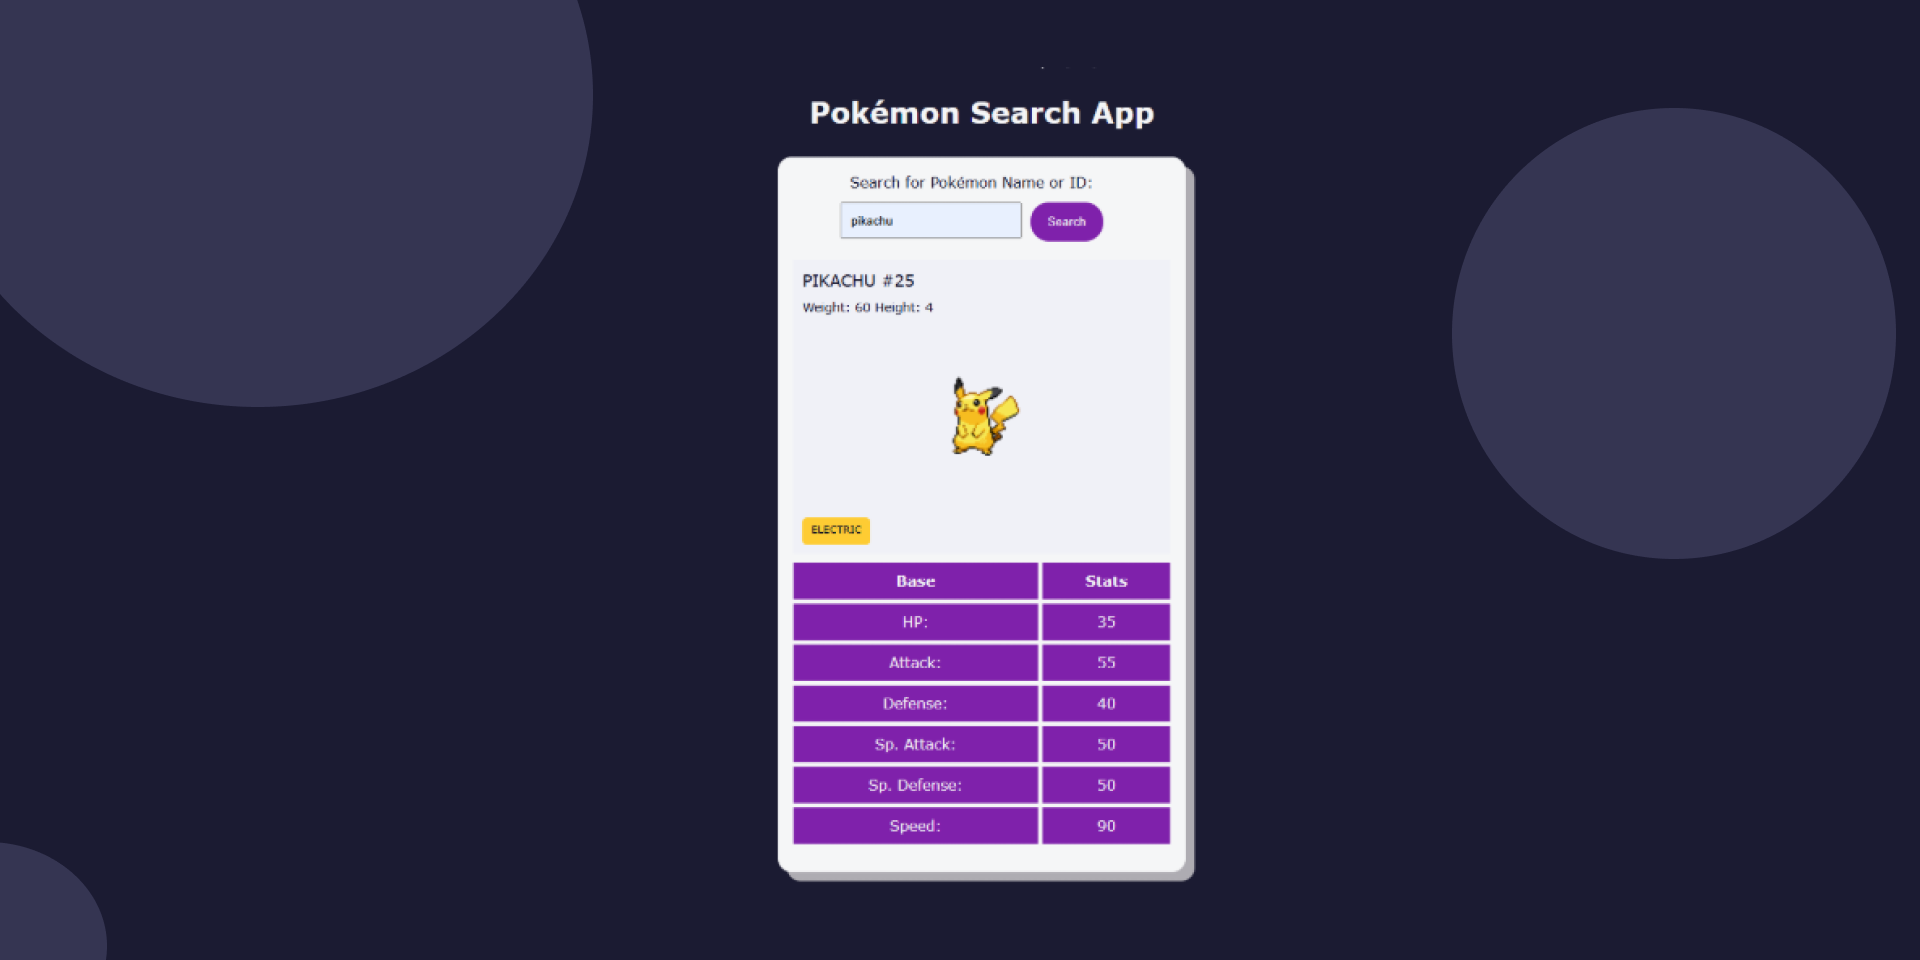 Pokémon Search App
Search for Pokémon Name or ID:
pikachu Search
PIKACHU #25
Weight: 60 Height: 4
ELECTRIC
Base Stats
HP: 35
Attack: 55
Defense: 40
Sp. Attack: 50
Sp. Defense: 50
Speed: 90